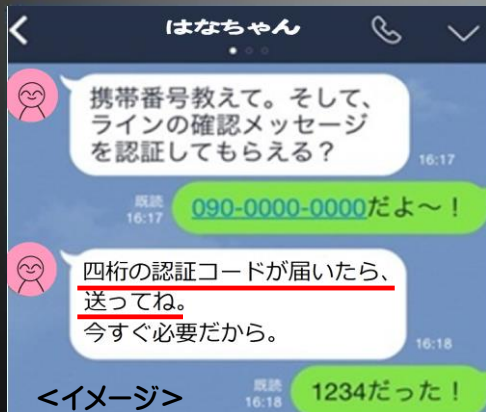 はなちゃん
携帯番号教えて。そして、
ラインの確認メッセージ
を認証してもらえる?
16:17
既読
16:17
090-0000-0000だよ~!
四桁の認証コードが届いたら、
送ってね。
今すぐ必要だから。
16:18
<イメージ>
既読
16:18
1234だった!